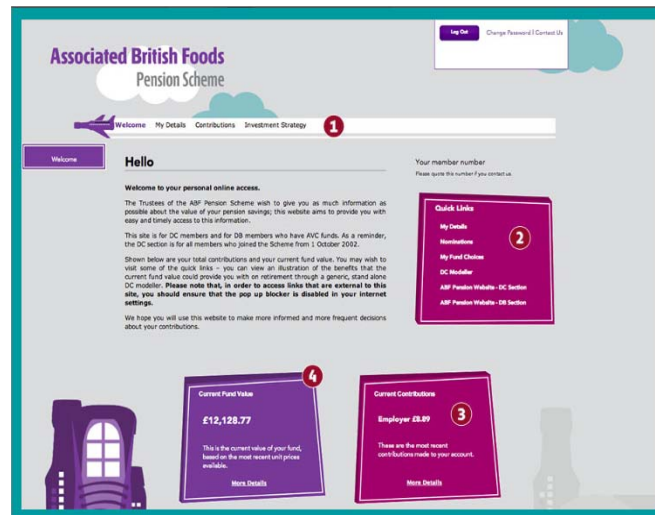 Log Out
Change Password | Contact Us
Associated British Foods
Pension Scheme
Welcome My Details Contributions Investment Strategy
1
Welcome
Hello
Your member number
Please quote this number if you contact us.
Welcome to your personal online access.
The Trustees of the ABF Pension Scheme wish to give you as much information as
possible about the value of your pension savings; this website aims to provide you with
easy and timely access to this information.
This site is for DC members and for DB members who have AVC funds. As a reminder,
the DC section is for all members who joined the Scheme from 1 October 2002.
Shown below are your total contributions and your current fund value. You may wish to
visit some of the quick links – you can view an illustration of the benefits that the
current fund value could provide you with on retirement through a generic, stand alone
DC modeller. Please note that, in order to access links that are external to this
site, you should ensure that the pop up blocker is disabled in your internet
settings.
We hope you will use this website to make more informed and more frequent decisions
about your contributions.
Quick Links
My Details
Nominations
My Fund Choices
DC Modeller
ABF Pension Website - DC Section
ABF Pension Website - DB Section
2
Current Fund Value
4
£12,128.77
This is the current value of your fund,
based on the most recent unit prices
available.
More Details
Current Contributions
Employer £8.89
3
These are the most recent
contributions made to your account.
More Details